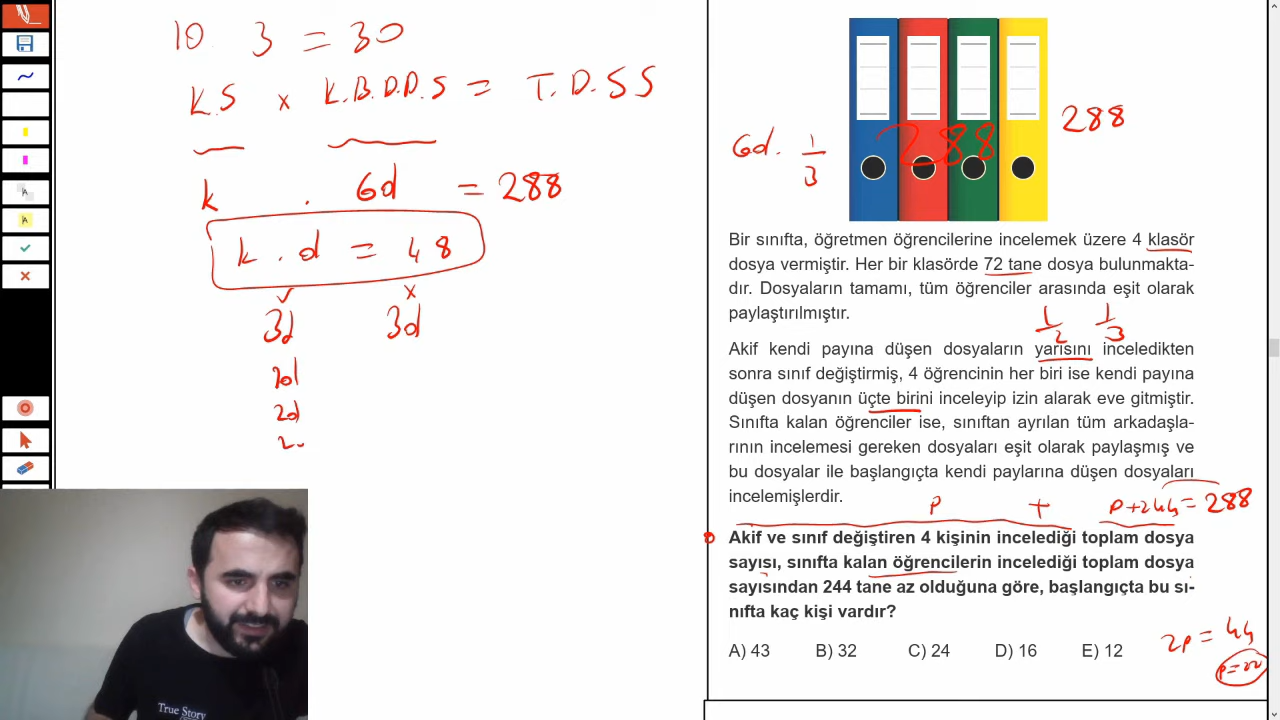 10. 3 = 30
K.S x K.B.D.D.S = T.D.S S
k . 6d = 288
k . d = 48
✓ x
3d 3d
2d
2d
2
6d. 1/3
288
288
Bir sınıfta, öğretmen öğrencilerine incelemek üzere 4 klasör
dosya vermiştir. Her bir klasörde 72 tane dosya bulunmakta-
dır. Dosyaların tamamı, tüm öğrenciler arasında eşit olarak
paylaştırılmıştır.
1/2 1/3
Akif kendi payına düşen dosyaların yarısını inceledikten
sonra sınıf değiştirmiş, 4 öğrencinin her biri ise kendi payına
düşen dosyanın üçte birini inceleyip izin alarak eve gitmiştir.
Sınıfta kalan öğrenciler ise, sınıftan ayrılan tüm arkadaşla-
rının incelemesi gereken dosyaları eşit olarak paylaşmış ve
bu dosyalar ile başlangıçta kendi paylarına düşen dosyaları
incelemişlerdir.
P + P+244 = 288
Akif ve sınıf değiştiren 4 kişinin incelediği toplam dosya
sayısı, sınıfta kalan öğrencilerin incelediği toplam dosya
sayısından 244 tane az olduğuna göre, başlangıçta bu sı-
nıfta kaç kişi vardır?
A) 43 B) 32 C) 24 D) 16 E) 12
2P = 44
P=22
True Story